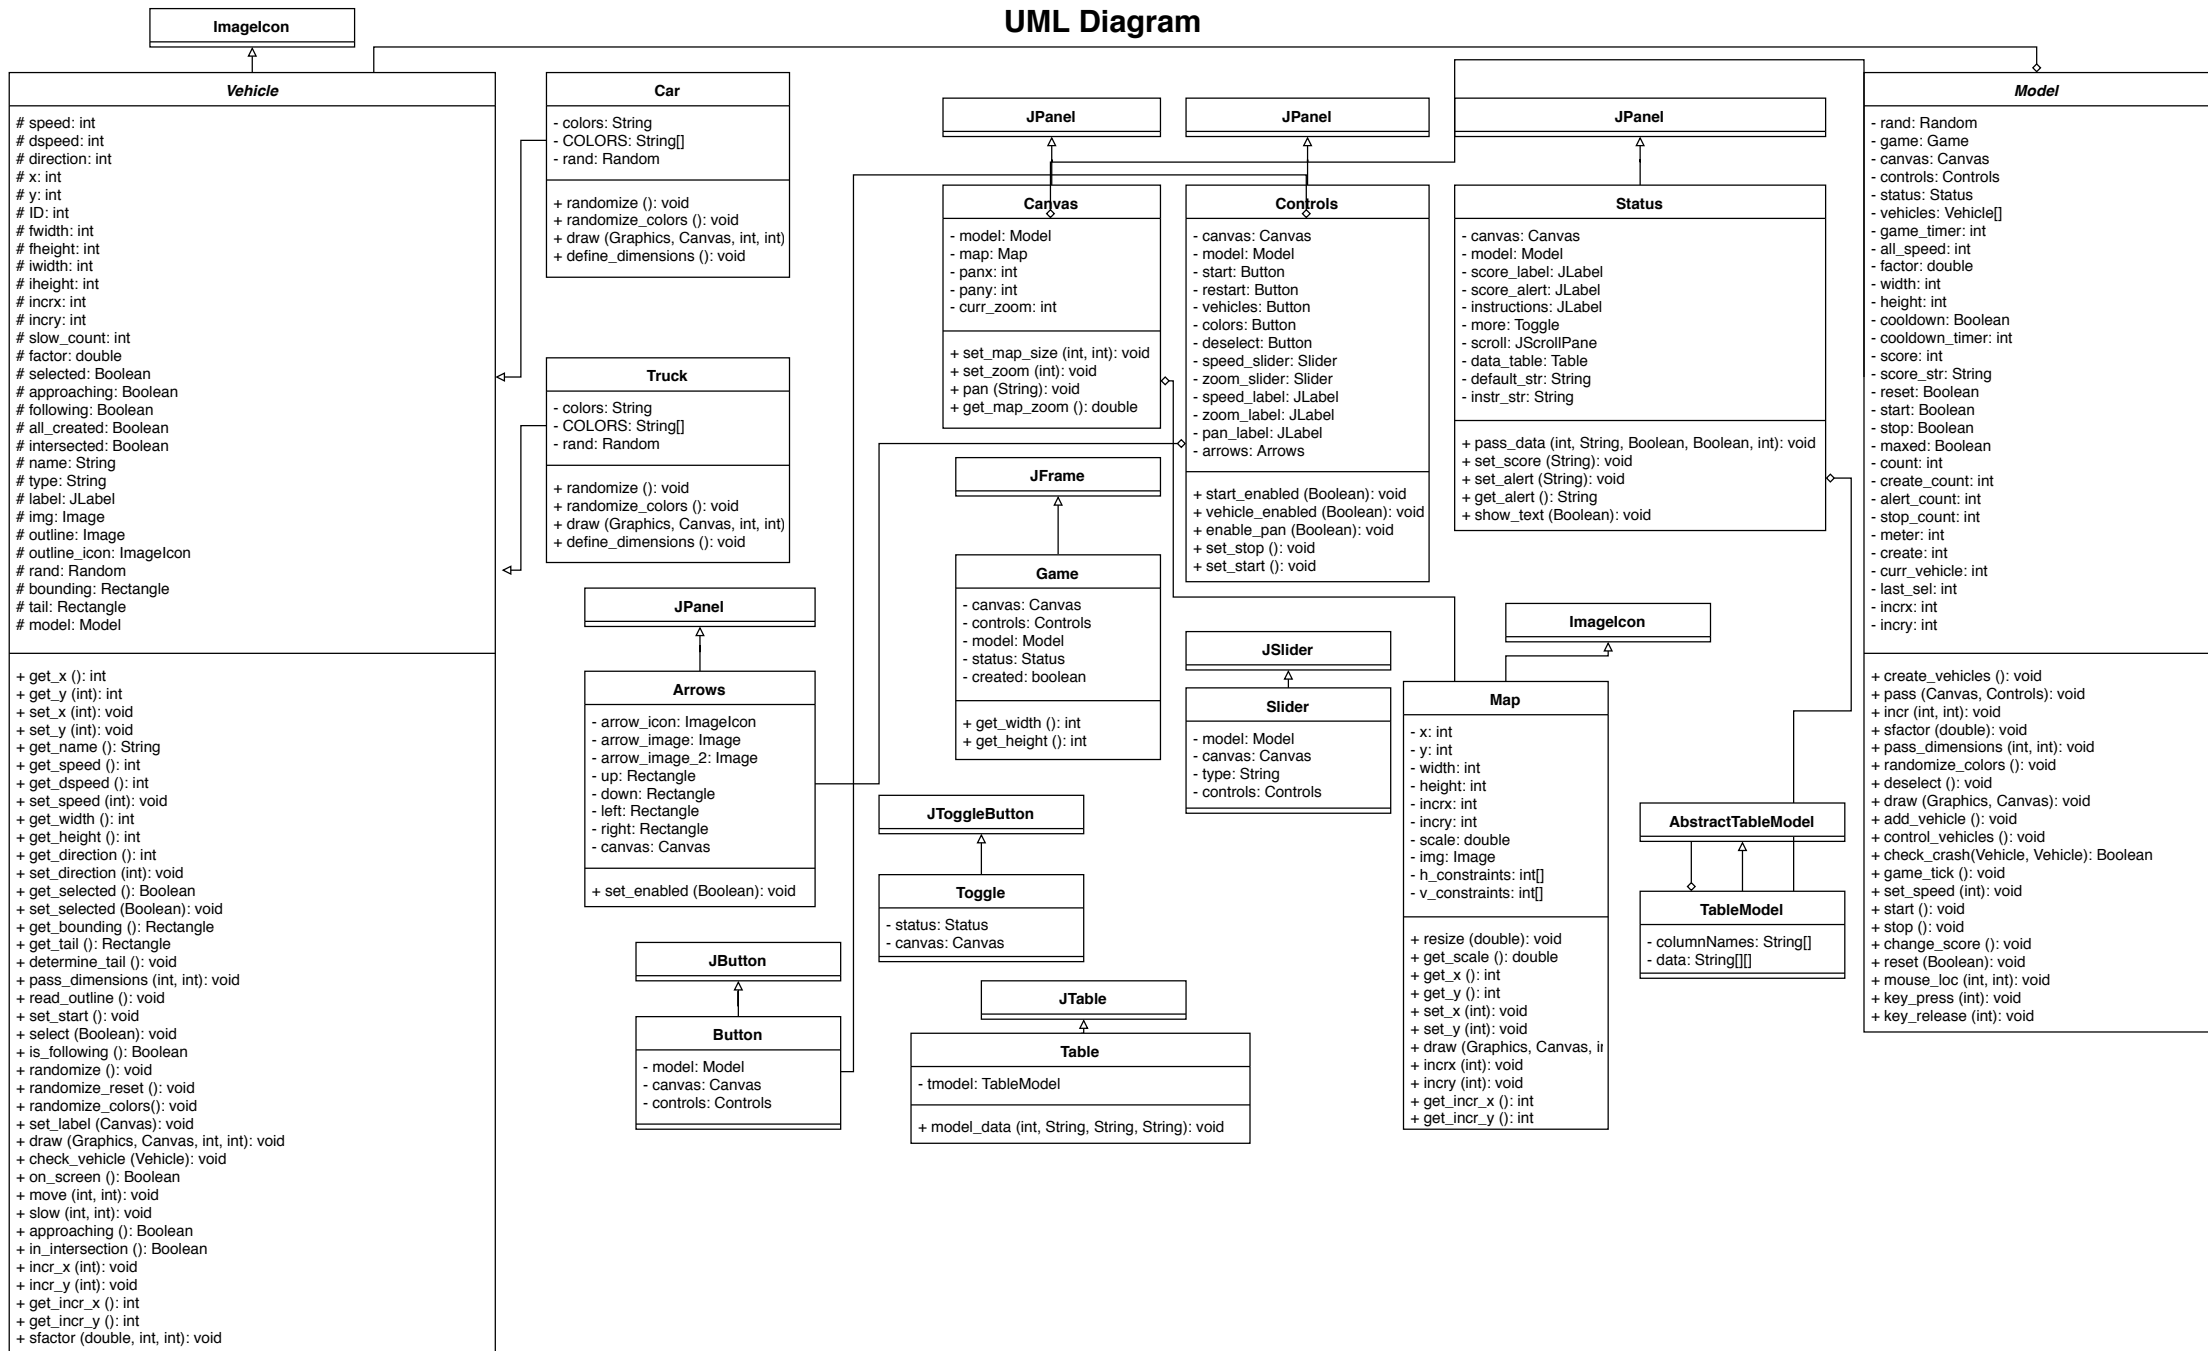 UML Diagram
ImageIcon
Vehicle
# speed: int
# dspeed: int
# direction: int
# x: int
# y: int
# ID: int
# fwidth: int
# fheight: int
# iwidth: int
# iheight: int
# incrx: int
# incry: int
# slow_count: int
# factor: double
# selected: Boolean
# approaching: Boolean
# following: Boolean
# all_created: Boolean
# intersected: Boolean
# name: String
# type: String
# label: JLabel
# img: Image
# outline: Image
# outline_icon: ImageIcon
# rand: Random
# bounding: Rectangle
# tail: Rectangle
# model: Model
+ get_x (): int
+ get_y (int): int
+ set_x (int): void
+ set_y (int): void
+ get_name (): String
+ get_speed (): int
+ get_dspeed (): int
+ set_speed (int): void
+ get_width (): int
+ get_height (): int
+ get_direction (): int
+ set_direction (int): void
+ get_selected (): Boolean
+ set_selected (Boolean): void
+ get_bounding (): Rectangle
+ get_tail (): Rectangle
+ determine_tail (): void
+ pass_dimensions (int, int): void
+ read_outline (): void
+ set_start (): void
+ select (Boolean): void
+ is_following (): Boolean
+ randomize (): void
+ randomize_reset (): void
+ randomize_colors(): void
+ set_label (Canvas): void
+ draw (Graphics, Canvas, int, int): void
+ check_vehicle (Vehicle): void
+ on_screen (): Boolean
+ move (int, int): void
+ slow (int, int): void
+ approaching (): Boolean
+ in_intersection (): Boolean
+ incr_x (int): void
+ incr_y (int): void
+ get_incr_x (): int
+ get_incr_y (): int
+ sfactor (double, int, int): void
Car
- colors: String
- COLORS: String[]
- rand: Random
+ randomize (): void
+ randomize_colors (): void
+ draw (Graphics, Canvas, int, int)
+ define_dimensions (): void
Truck
- colors: String
- COLORS: String[]
- rand: Random
+ randomize (): void
+ randomize_colors (): void
+ draw (Graphics, Canvas, int, int)
+ define_dimensions (): void
JPanel
Arrows
- arrow_icon: ImageIcon
- arrow_image: Image
- arrow_image_2: Image
- up: Rectangle
- down: Rectangle
- left: Rectangle
- right: Rectangle
- canvas: Canvas
+ set_enabled (Boolean): void
JButton
Button
- model: Model
- canvas: Canvas
- controls: Controls
JPanel
Canvas
- model: Model
- map: Map
- panx: int
- pany: int
- curr_zoom: int
+ set_map_size (int, int): void
+ set_zoom (int): void
+ pan (String): void
+ get_map_zoom (): double
JFrame
Game
- canvas: Canvas
- controls: Controls
- model: Model
- status: Status
- created: boolean
+ get_width (): int
+ get_height (): int
JToggleButton
Toggle
- status: Status
- canvas: Canvas
JTable
Table
- tmodel: TableModel
+ model_data (int, String, String, String): void
JPanel
Controls
- canvas: Canvas
- model: Model
- start: Button
- restart: Button
- vehicles: Button
- colors: Button
- deselect: Button
- speed_slider: Slider
- zoom_slider: Slider
- speed_label: JLabel
- zoom_label: JLabel
- pan_label: JLabel
- arrows: Arrows
+ start_enabled (Boolean): void
+ vehicle_enabled (Boolean): void
+ enable_pan (Boolean): void
+ set_stop (): void
+ set_start (): void
JSlider
Slider
- model: Model
- canvas: Canvas
- type: String
- controls: Controls
JPanel
Status
- canvas: Canvas
- model: Model
- score_label: JLabel
- score_alert: JLabel
- instructions: JLabel
- more: Toggle
- scroll: JScrollPane
- data_table: Table
- default_str: String
- instr_str: String
+ pass_data (int, String, Boolean, Boolean, int): void
+ set_score (String): void
+ set_alert (String): void
+ get_alert (): String
+ show_text (Boolean): void
ImageIcon
Map
- x: int
- y: int
- width: int
- height: int
- incrx: int
- incry: int
- scale: double
- img: Image
- h_constraints: int[]
- v_constraints: int[]
+ resize (double): void
+ get_scale (): double
+ get_x (): int
+ get_y (): int
+ set_x (int): void
+ set_y (int): void
+ draw (Graphics, Canvas,
+ incrx (int): void
+ incry (int): void
+ get_incr_x (): int
+ get_incr_y (): int
AbstractTableModel
TableModel
- columnNames: String[]
- data: String[][]
Model
- rand: Random
- game: Game
- canvas: Canvas
- controls: Controls
- status: Status
- vehicles: Vehicle[]
- game_timer: int
- all_speed: int
- factor: double
- width: int
- height: int
- cooldown: Boolean
- cooldown_timer: int
- score: int
- score_str: String
- reset: Boolean
- start: Boolean
- stop: Boolean
- maxed: Boolean
- count: int
- create_count: int
- alert_count: int
- stop_count: int
- meter: int
- create: int
- curr_vehicle: int
- last_sel: int
- incrx: int
- incry: int
+ create_vehicles (): void
+ pass (Canvas, Controls): void
+ incr (int, int): void
+ sfactor (double): void
+ pass_dimensions (int, int): void
+ randomize_colors (): void
+ deselect (): void
+ draw (Graphics, Canvas): void
+ add_vehicle (): void
+ control_vehicles (): void
+ check_crash(Vehicle, Vehicle): Boolean
+ game_tick (): void
+ set_speed (int): void
+ start (): void
+ stop (): void
+ change_score (): void
+ reset (Boolean): void
+ mouse_loc (int, int): void
+ key_press (int): void
+ key_release (int): void